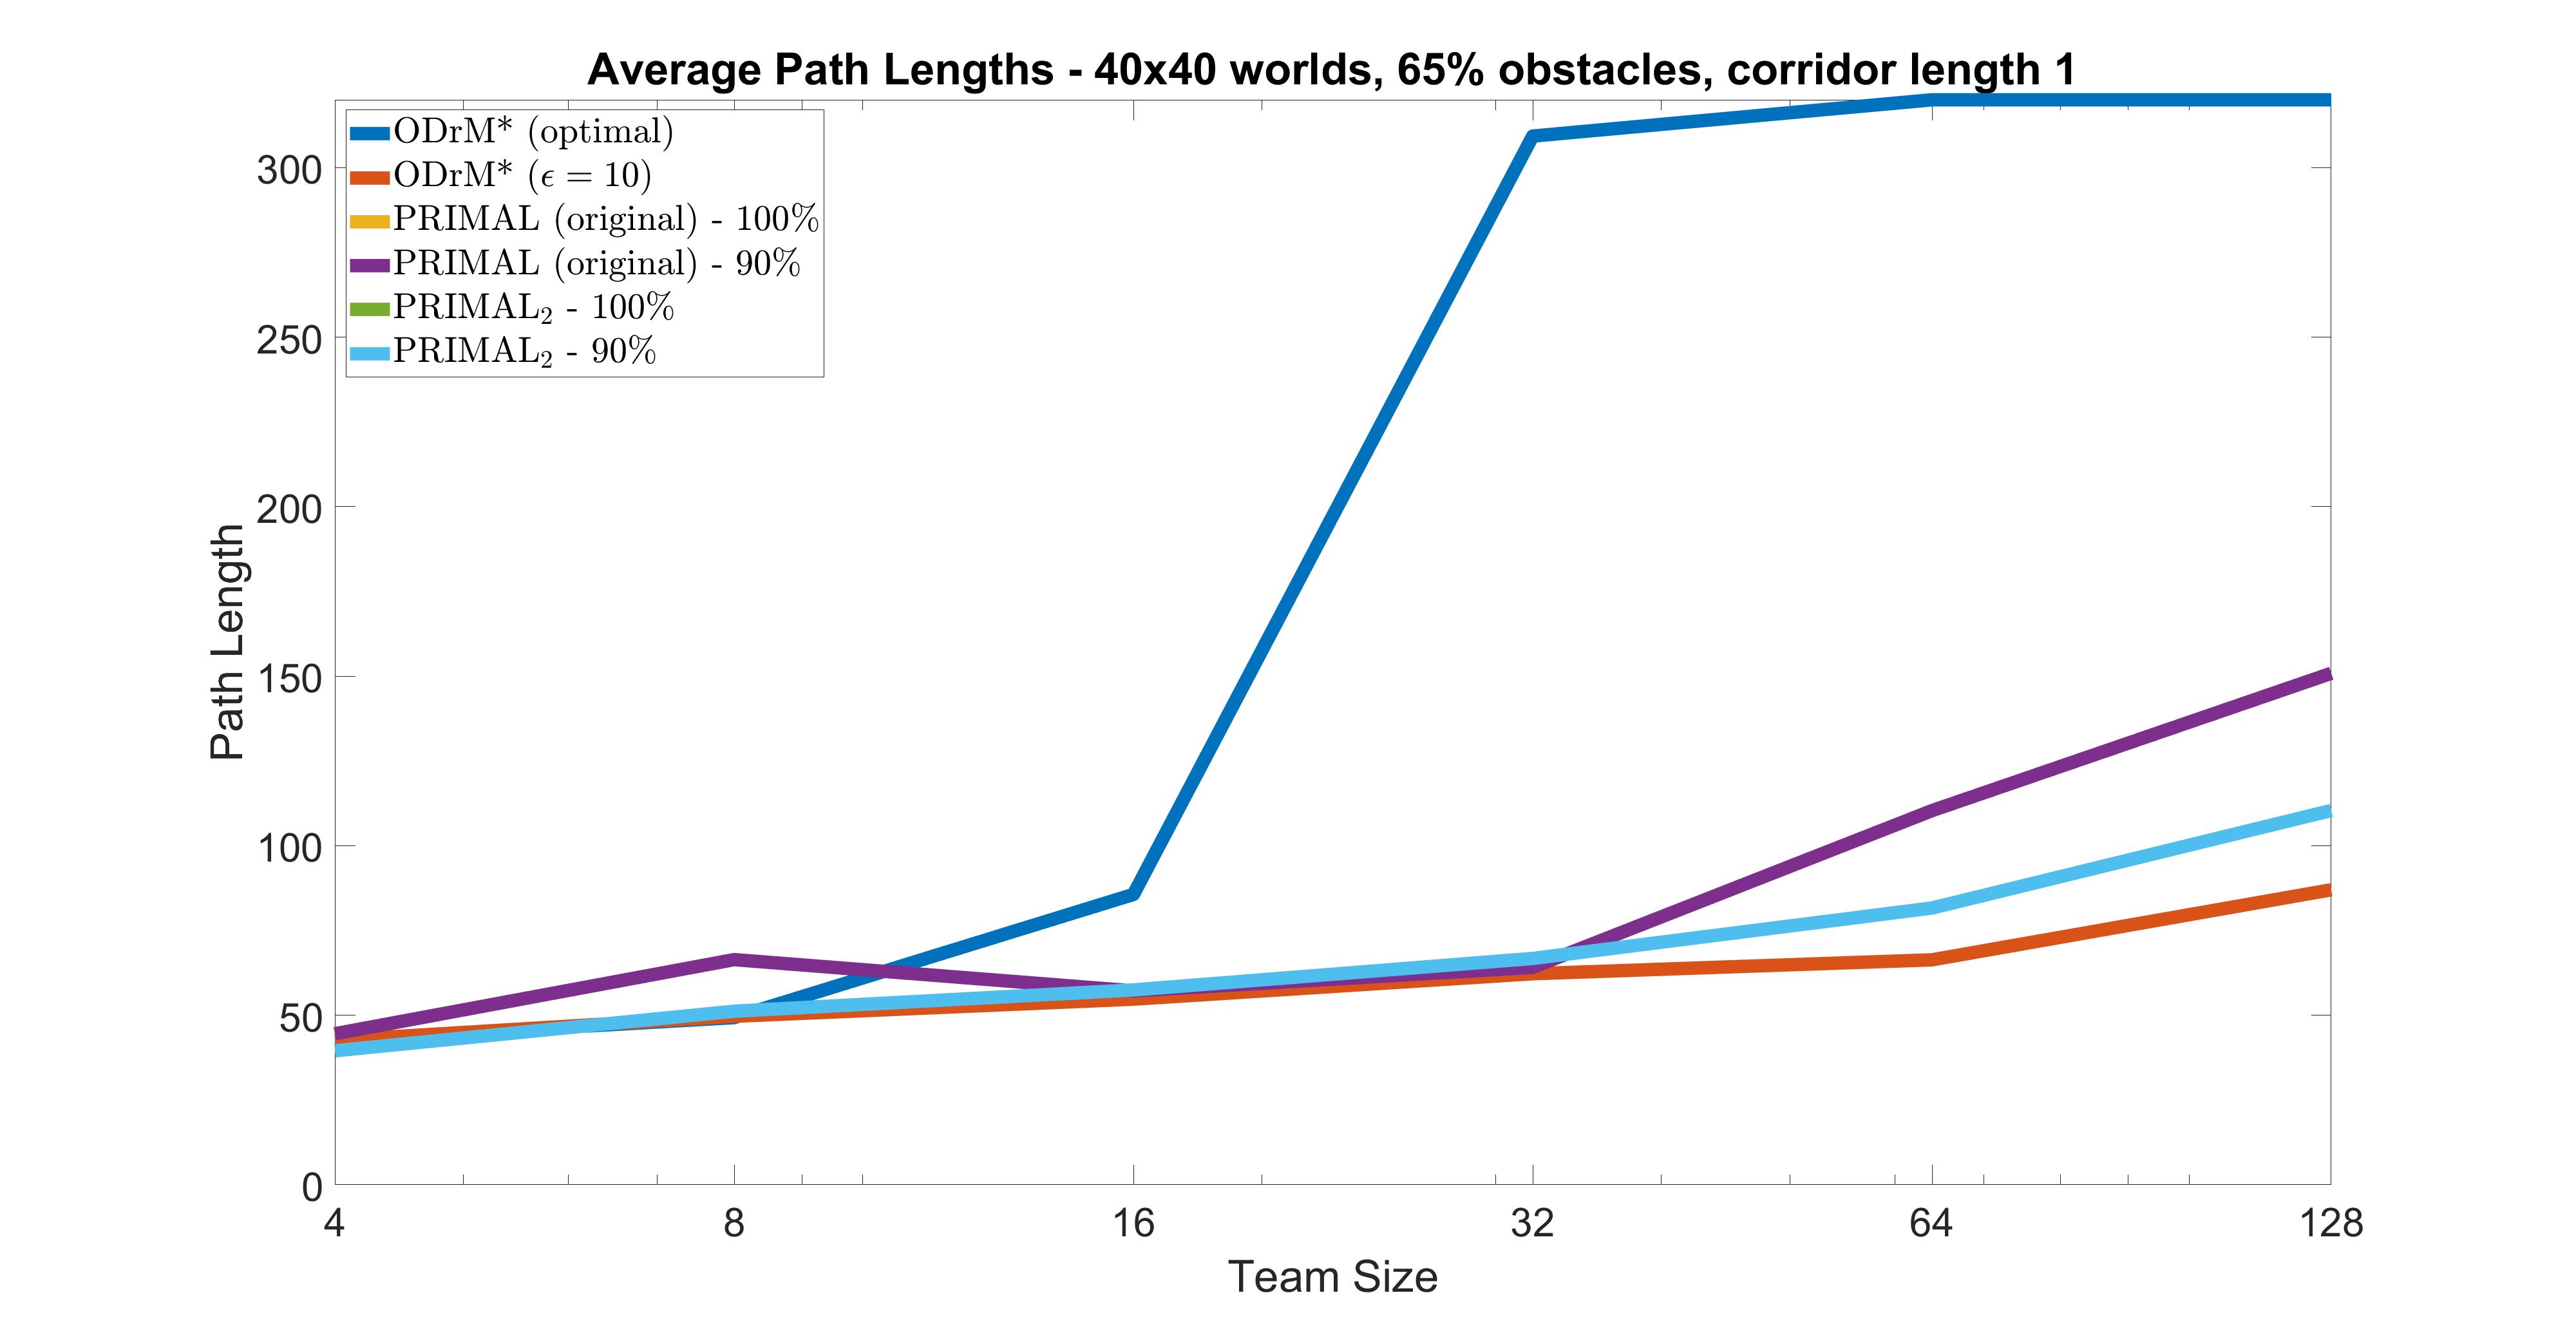 Average Path Lengths - 40x40 worlds, 65% obstacles, corridor length 1
ODrM* (optimal)
ODrM* (ϵ = 10)
PRIMAL (original) - 100%
PRIMAL (original) - 90%
PRIMAL₂ - 100%
PRIMAL₂ - 90%
300
250
200
150
100
50
0
Path Length
4 8 16 32 64 128
Team Size